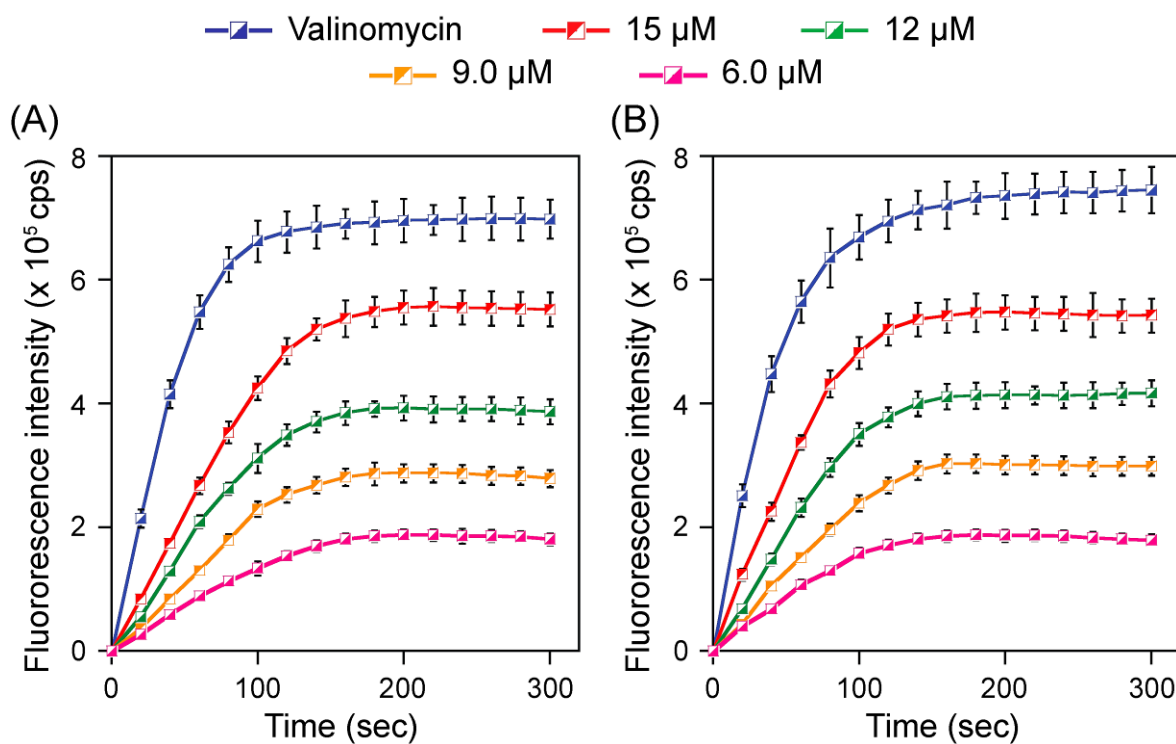 Valinomycin 15 µM 12 µM
9.0 µM 6.0 µM
(A) (B)
Fluorescence intensity (x 10⁵ cps)
8
6
4
2
0
0 100 200 300
Time (sec)
Fluorescence intensity (x 10⁵ cps)
8
6
4
2
0
0 100 200 300
Time (sec)